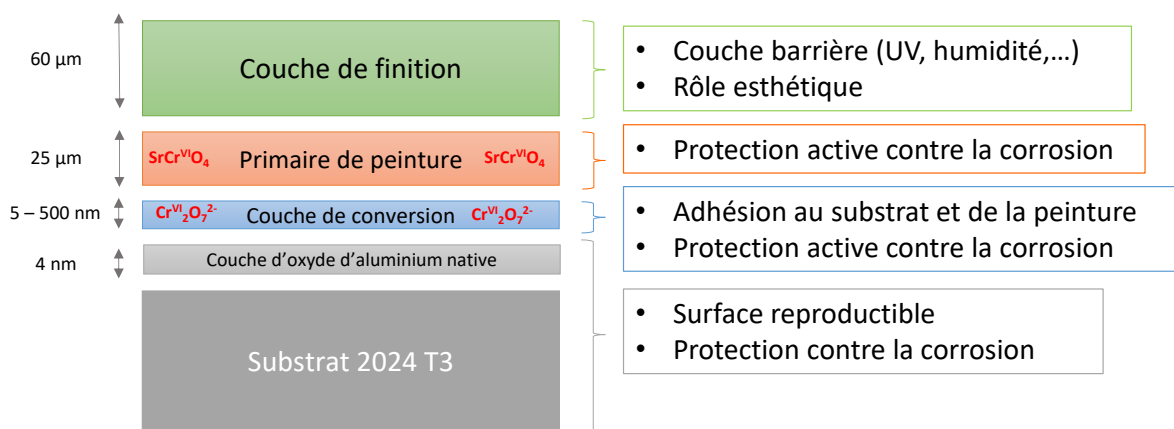 60 µm
Couche de finition
• Couche barrière (UV, humidité,…)
• Rôle esthétique
25 µm
SrCrⱽᴵO₄ Primaire de peinture SrCrⱽᴵO₄
• Protection active contre la corrosion
5 – 500 nm
Crⱽᴵ₂O₇²⁻ Couche de conversion Crⱽᴵ₂O₇²⁻
• Adhésion au substrat et de la peinture
• Protection active contre la corrosion
4 nm
Couche d’oxyde d’aluminium native
Substrat 2024 T3
• Surface reproductible
• Protection contre la corrosion